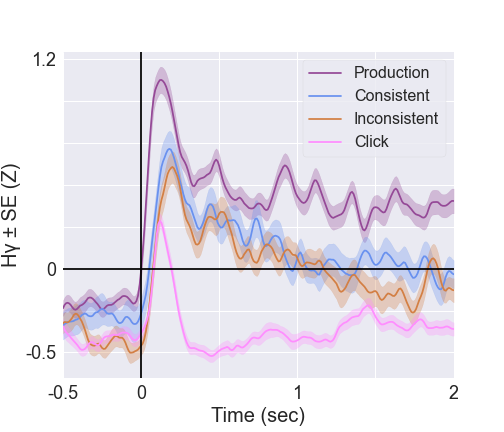 1.2
Production
Consistent
Inconsistent
Click
Hγ ± SE (Z)
0
-0.5
-0.5 0 1 2
Time (sec)